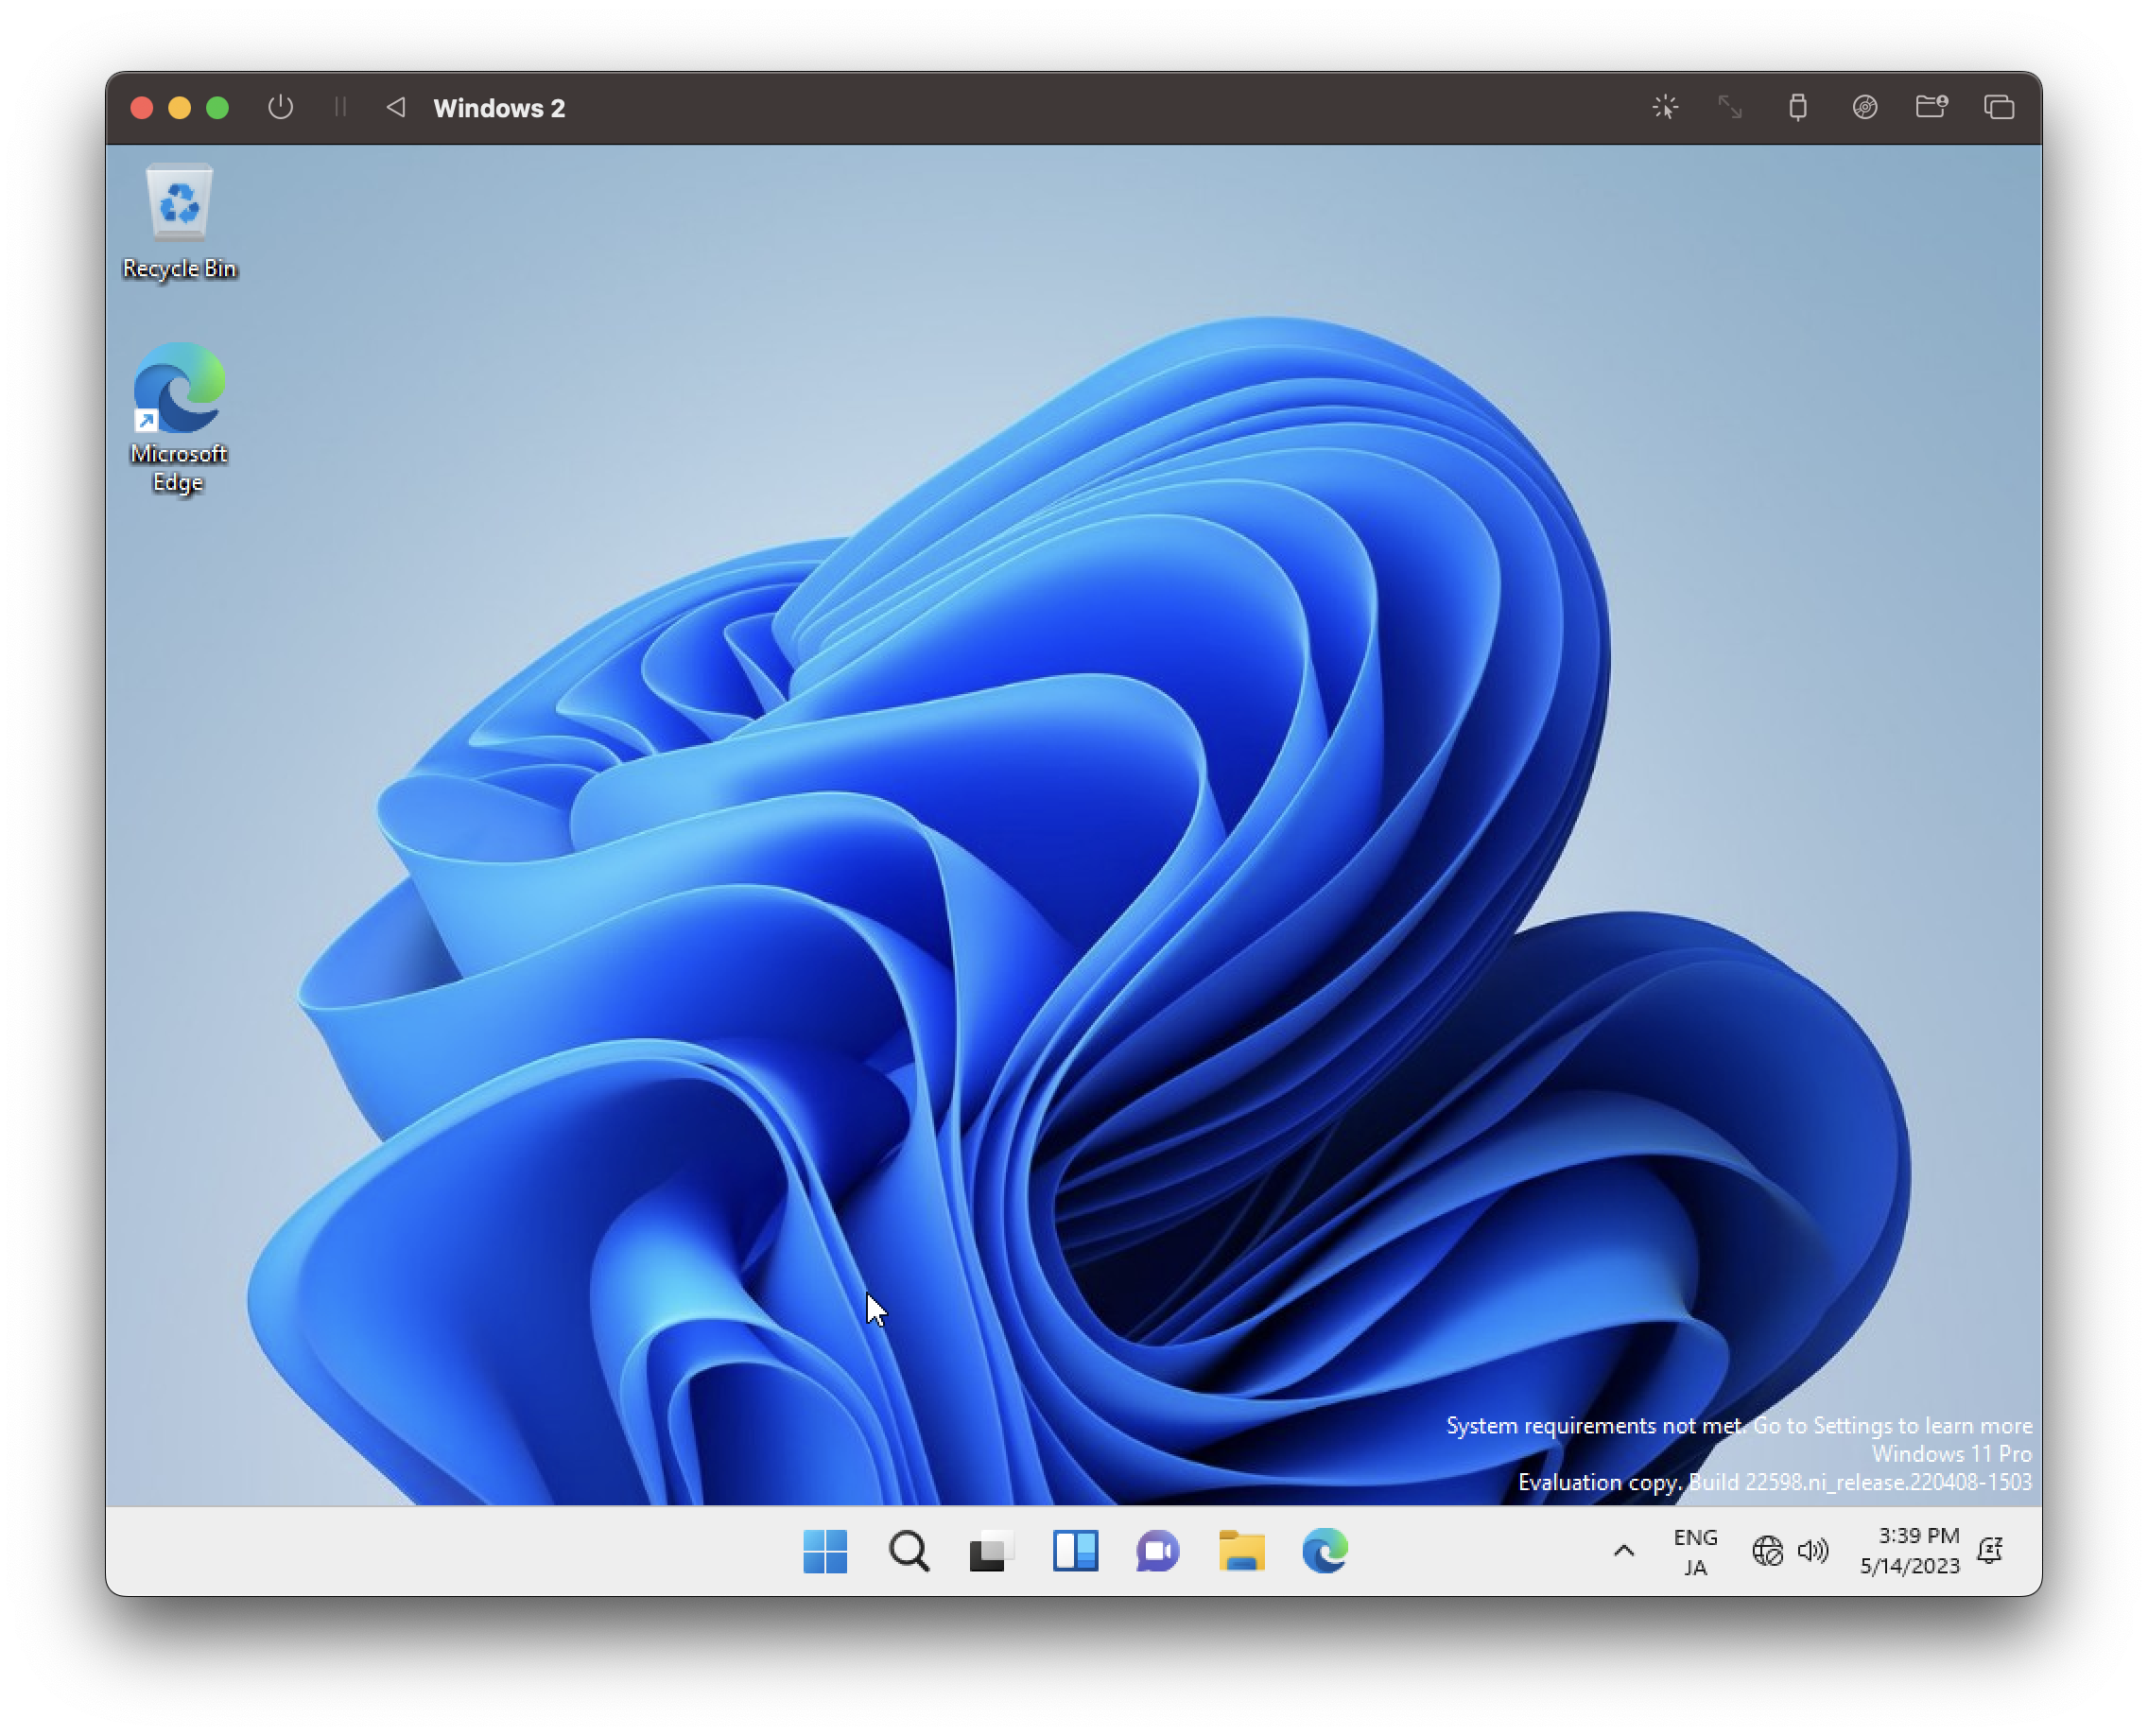 Windows 2
Recycle Bin
Microsoft
Edge
System requirements not met. Go to Settings to learn more
Windows 11 Pro
Evaluation copy. Build 22598.ni_release.220408-1503
ENG
JA
3:39 PM
5/14/2023